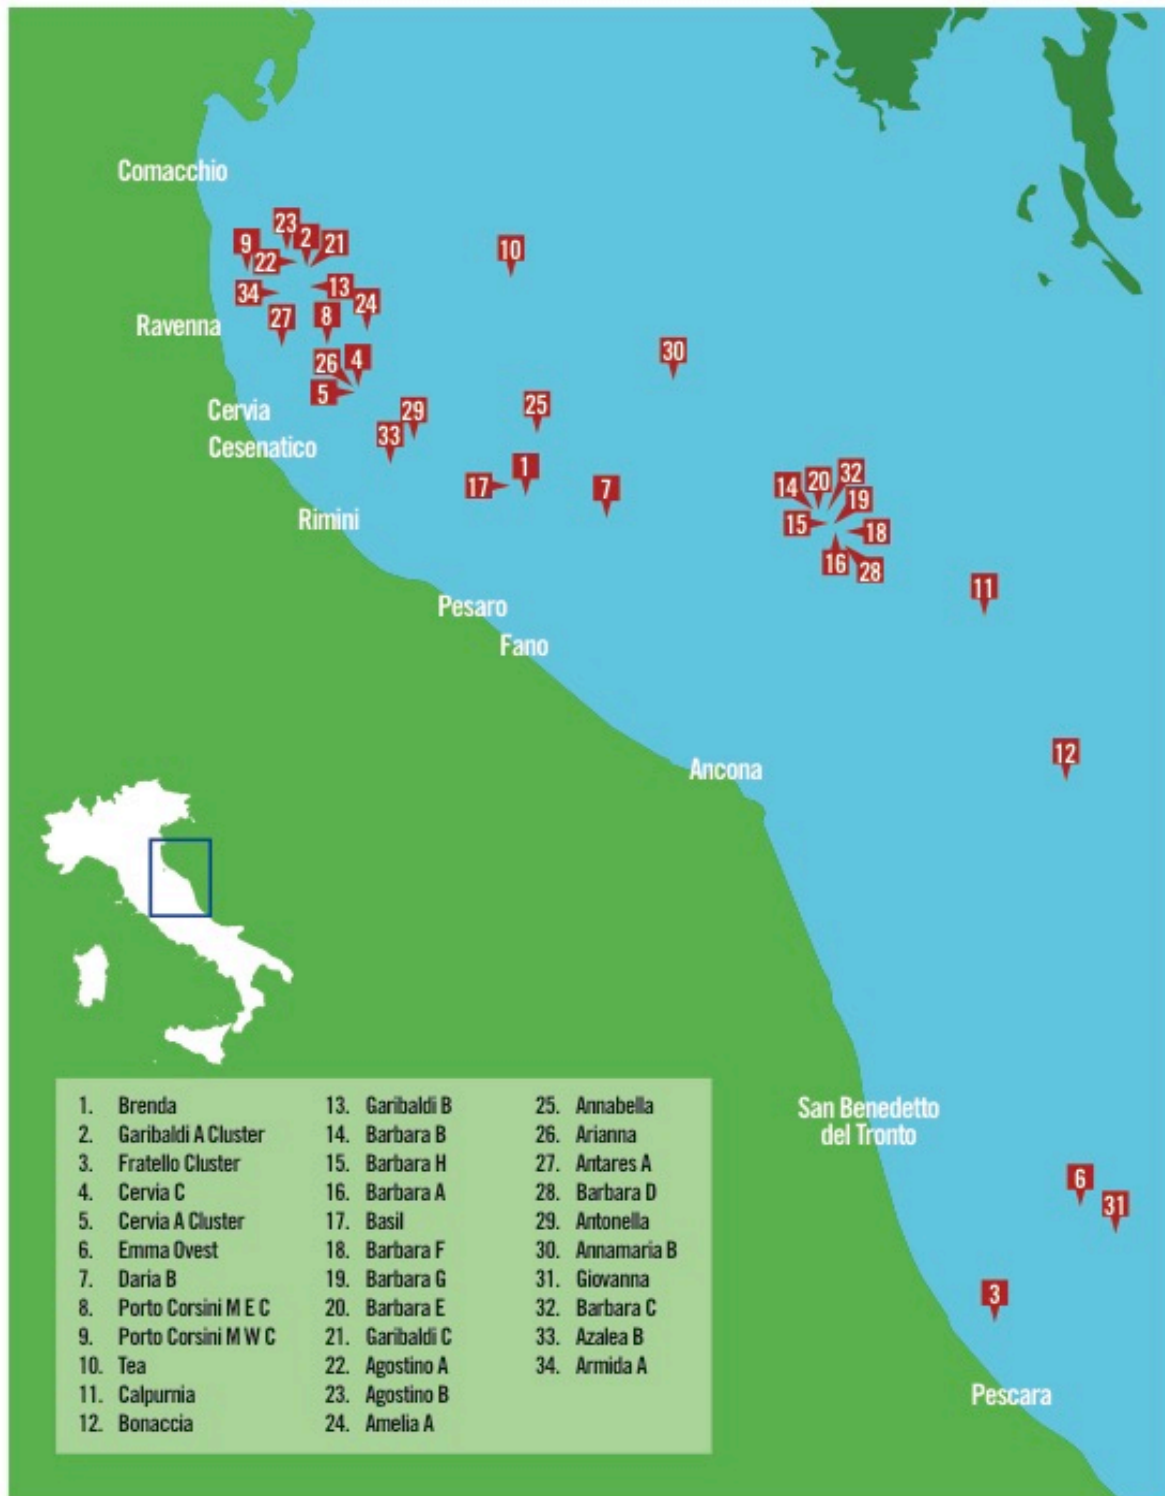 Comacchio
23
9
2
21
10
22
34
13
24
27
8
Ravenna
30
26
4
5
25
29
Cervia
33
Cesenatico
1
17
7
32
20
14
19
15
18
Rimini
16
28
11
Pesaro
Fano
12
Ancona
San Benedetto
del Tronto
6
31
3
Pescara
1. Brenda
2. Garibaldi A Cluster
3. Fratello Cluster
4. Cervia C
5. Cervia A Cluster
6. Emma Ovest
7. Daria B
8. Porto Corsini M E C
9. Porto Corsini M W C
10. Tea
11. Calpurnia
12. Bonaccia
13. Garibaldi B
14. Barbara B
15. Barbara H
16. Barbara A
17. Basil
18. Barbara F
19. Barbara G
20. Barbara E
21. Garibaldi C
22. Agostino A
23. Agostino B
24. Amelia A
25. Annabella
26. Arianna
27. Antares A
28. Barbara D
29. Antonella
30. Annamaria B
31. Giovanna
32. Barbara C
33. Azalea B
34. Armida A